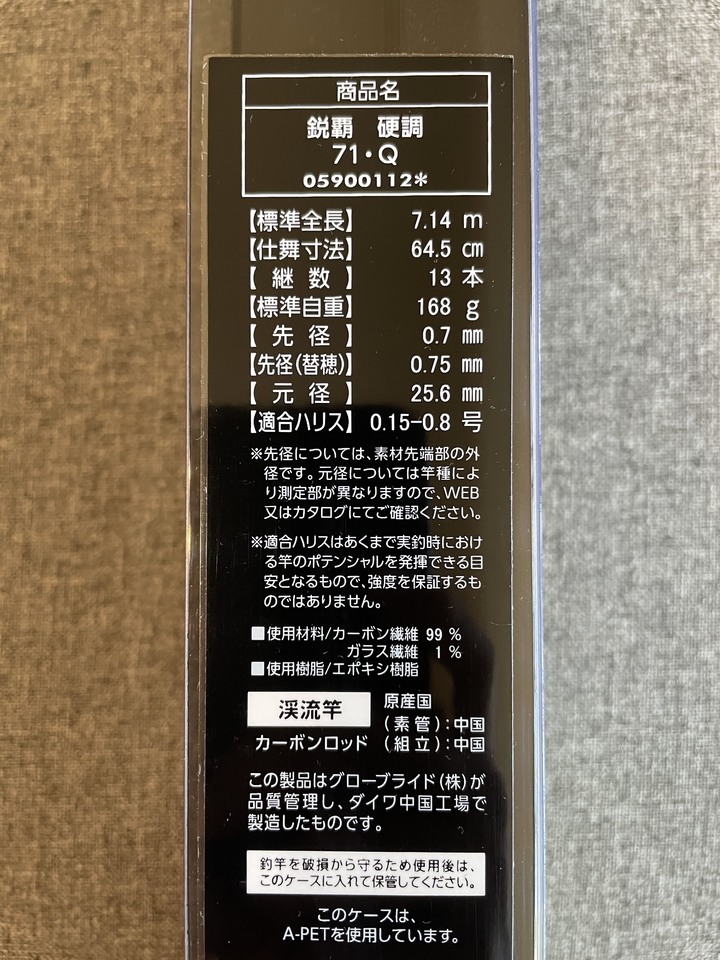 商品名
鋭覇 硬調
71・Q
05900112*
【標準全長】 7.14 m
【仕舞寸法】 64.5 cm
【継数】 13 本
【標準自重】 168 g
【先径】 0.7 mm
【先径(替穂)】 0.75 mm
【元径】 25.6 mm
【適合ハリス】 0.15-0.8 号
※先径については、素材先端部の外
径です。元径については竿種によ
り測定部が異なりますので、WEB
又はカタログにてご確認ください。
※適合ハリスはあくまで実釣時におけ
る竿のポテンシャルを発揮できる目
安となるもので、強度を保証するも
のではありません。
■使用材料/カーボン繊維 99 %
ガラス繊維 1 %
■使用樹脂/エポキシ樹脂
渓流竿
カーボンロッド
原産国
(素管):中国
(組立):中国
この製品はグローブライド(株)が
品質管理し、ダイワ中国工場で
製造したものです。
釣竿を破損から守るため使用後は、
このケースに入れて保管してください。
このケースは、
A-PETを使用しています。